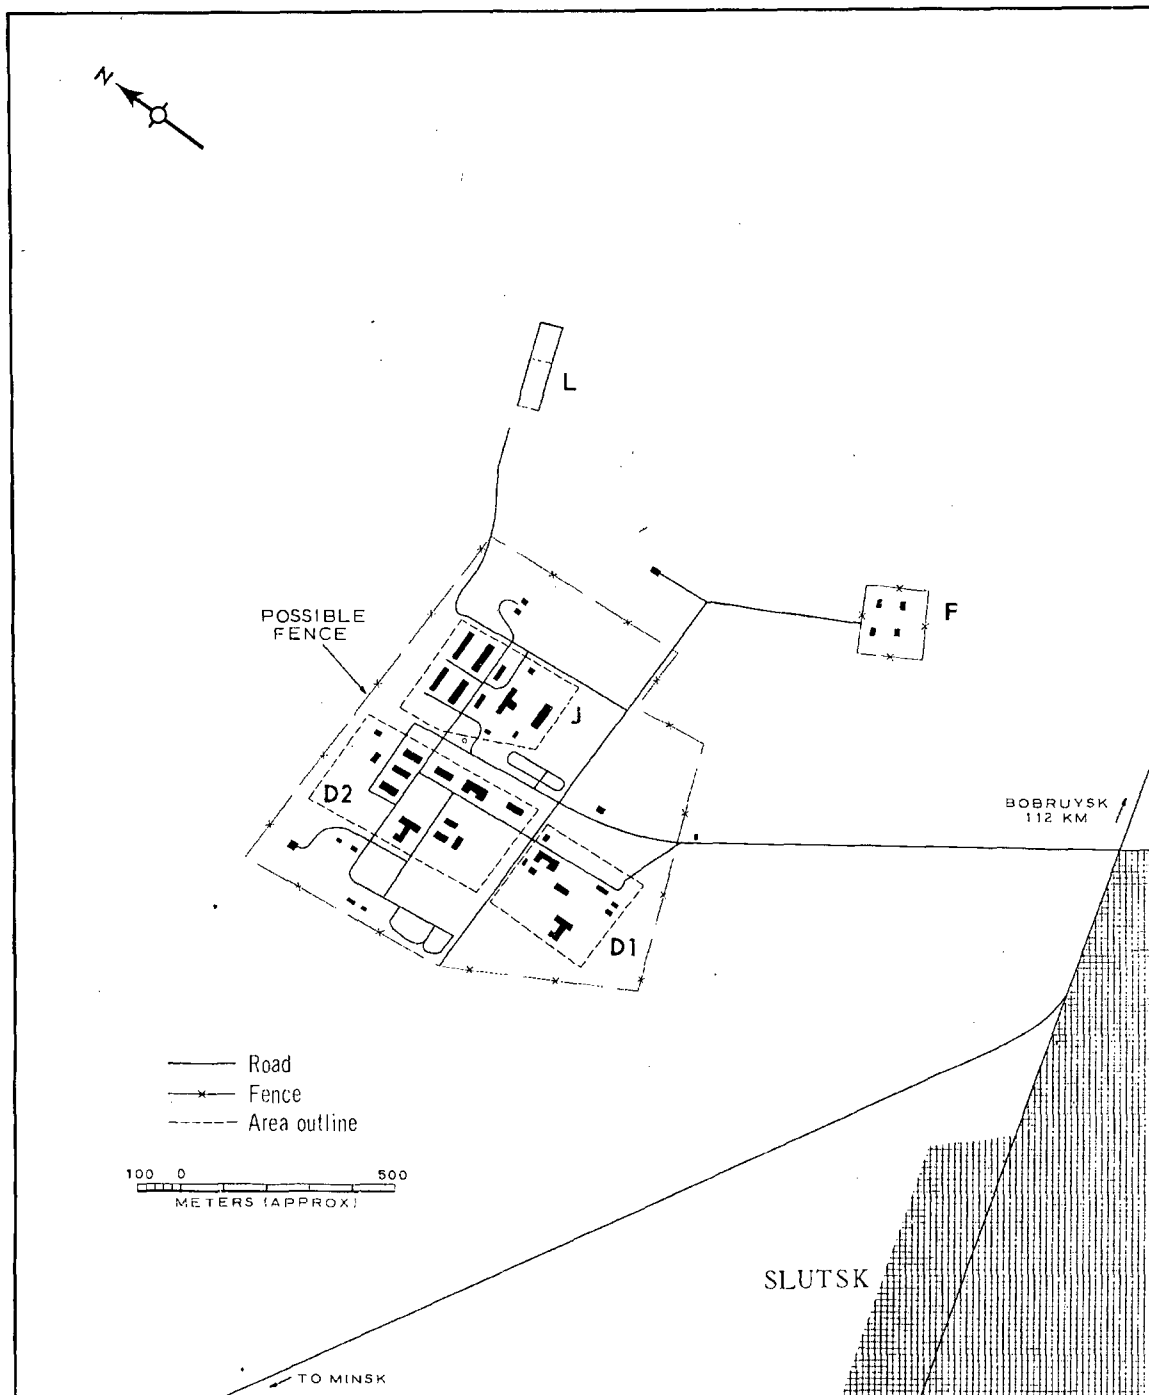 N
L
F
POSSIBLE
FENCE
J
D2
BOBRUYSK
112 KM
D1
Road
Fence
Area outline
100 0 500
METERS (APPROX)
SLUTSK
TO MINSK